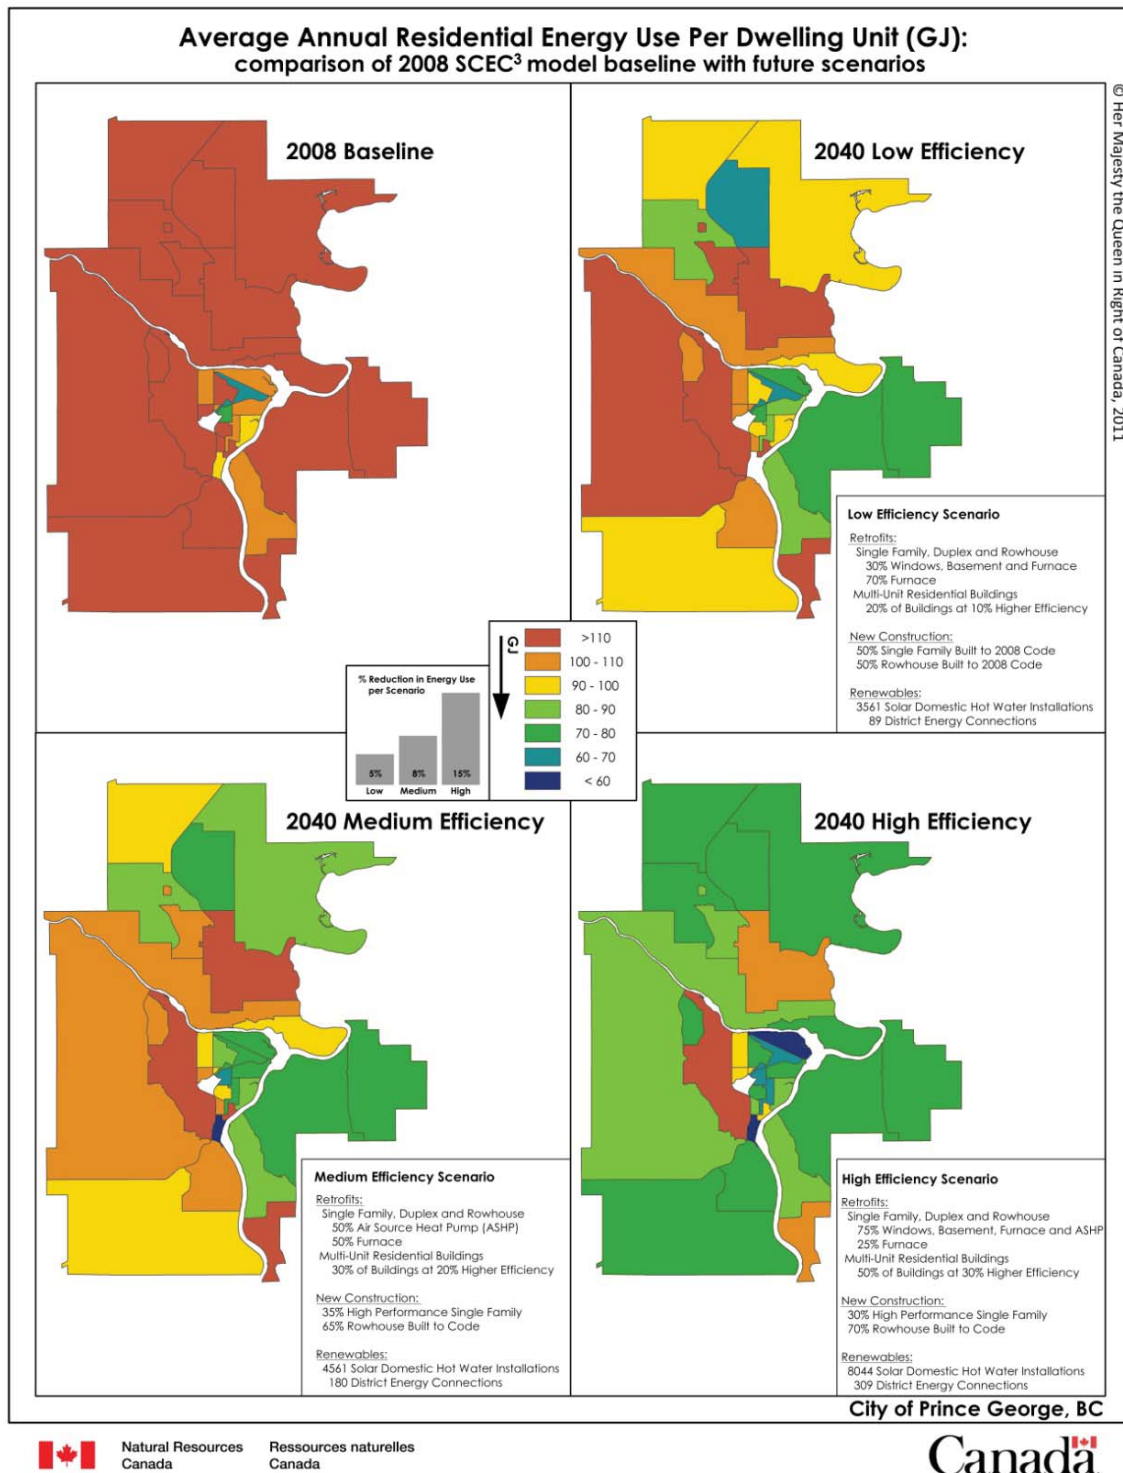 Average Annual Residential Energy Use Per Dwelling Unit (GJ):
comparison of 2008 SCEC³ model baseline with future scenarios
© Her Majesty the Queen in Right of Canada, 2011
2008 Baseline
2040 Low Efficiency
Low Efficiency Scenario
Retrofits:
Single Family, Duplex and Rowhouse
30% Windows, Basement and Furnace
70% Furnace
Multi-Unit Residential Buildings
20% of Buildings at 10% Higher Efficiency
New Construction:
50% Single Family Built to 2008 Code
50% Rowhouse Built to 2008 Code
Renewables:
3561 Solar Domestic Hot Water Installations
89 District Energy Connections
% Reduction in Energy Use
per Scenario
5% 8% 15%
Low Medium High
GJ
>110
100 - 110
90 - 100
80 - 90
70 - 80
60 - 70
< 60
2040 Medium Efficiency
Medium Efficiency Scenario
Retrofits:
Single Family, Duplex and Rowhouse
50% Air Source Heat Pump (ASHP)
50% Furnace
Multi-Unit Residential Buildings
30% of Buildings at 20% Higher Efficiency
New Construction:
35% High Performance Single Family
65% Rowhouse Built to Code
Renewables:
4561 Solar Domestic Hot Water Installations
180 District Energy Connections
2040 High Efficiency
High Efficiency Scenario
Retrofits:
Single Family, Duplex and Rowhouse
75% Windows, Basement, Furnace and ASHP
25% Furnace
Multi-Unit Residential Buildings
50% of Buildings at 30% Higher Efficiency
New Construction:
30% High Performance Single Family
70% Rowhouse Built to Code
Renewables:
8044 Solar Domestic Hot Water Installations
309 District Energy Connections
City of Prince George, BC
Natural Resources Ressources naturelles
Canada Canada
Canada